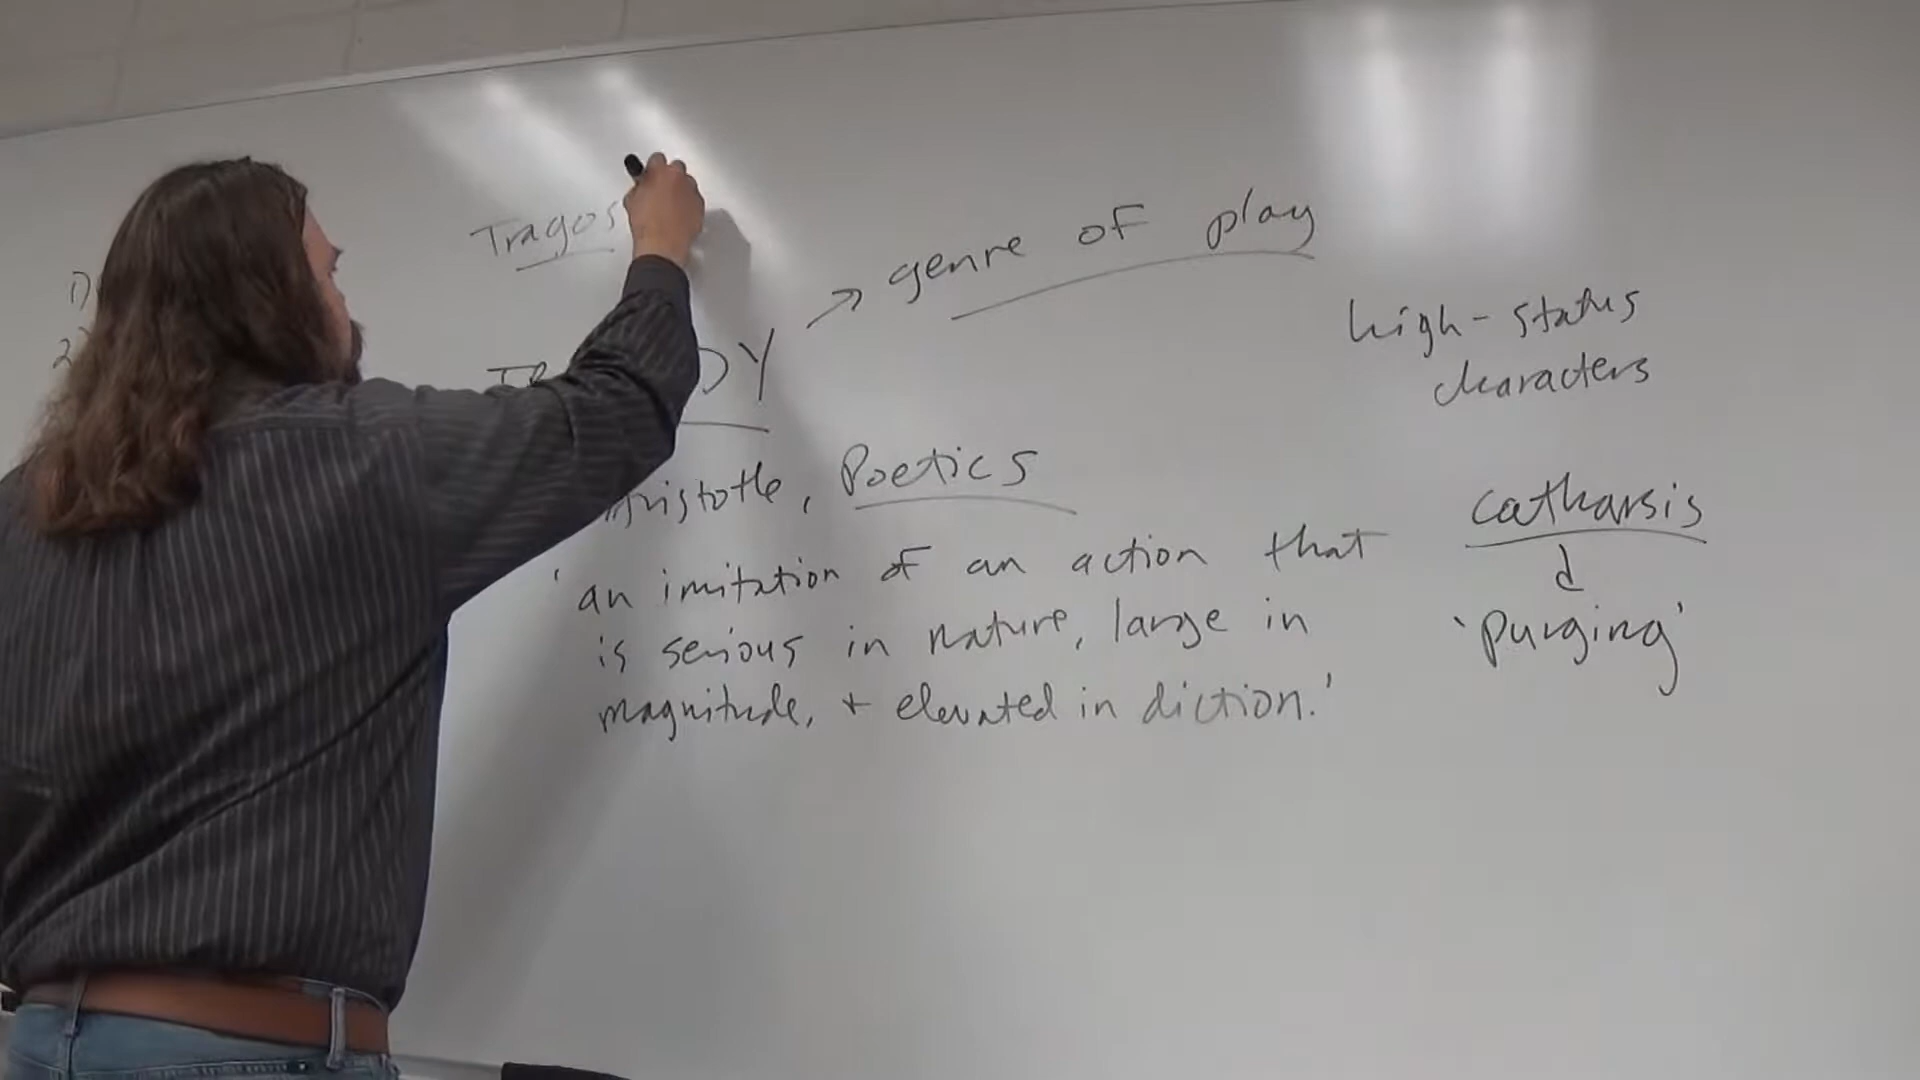 Tragos
genre of play
high-status
characters
Aristotle, Poetics
catharsis
'an imitation of an action that
is serious in nature, large in
magnitude, + elevated in diction.'
'purging'